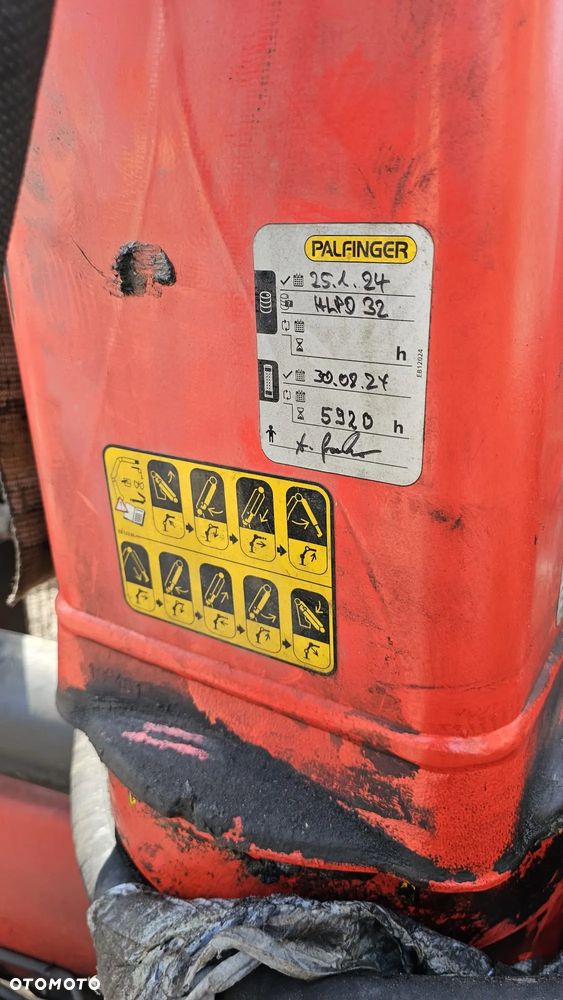 PALFINGER
25.1.24
HLPD 32
h
EB12024
30.08.24
5920 h
OTOMOTO